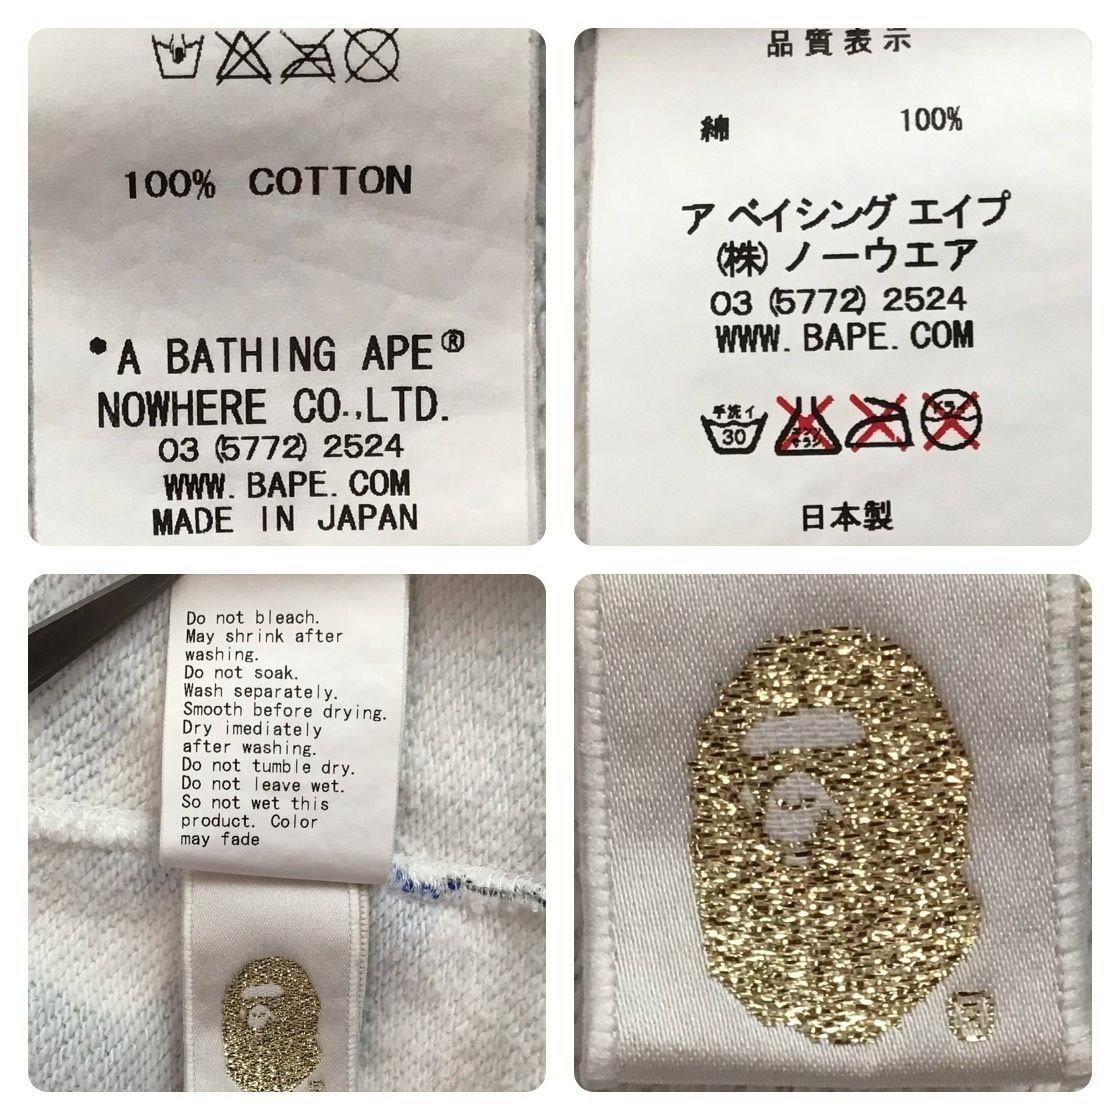 100% COTTON
*A BATHING APE®
NOWHERE CO.,LTD.
03 (5772) 2524
WWW. BAPE. COM
MADE IN JAPAN
品質表示
綿 100%
ア ベイシング エイプ
(株) ノーウエア
03 (5772) 2524
WWW. BAPE. COM
手洗イ
30
日本製
Do not bleach.
May shrink after
washing.
Do not soak.
Wash separately.
Smooth before drying.
Dry imediately
after washing.
Do not tumble dry.
Do not leave wet.
So not wet this
product. Color
may fade